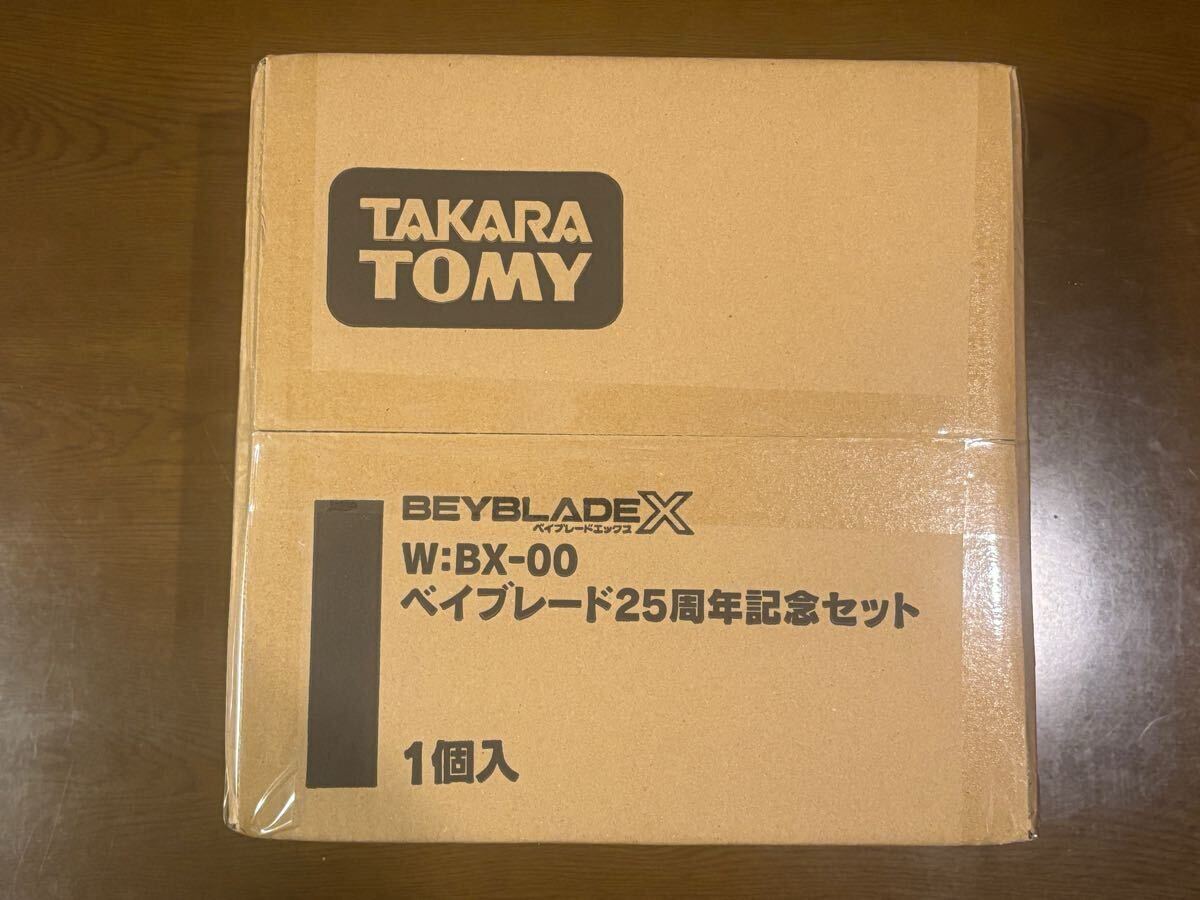 TAKARA
TOMY
BEYBLADE X
ベイブレードエックス
W:BX-00
ベイブレード25周年記念セット
1個入